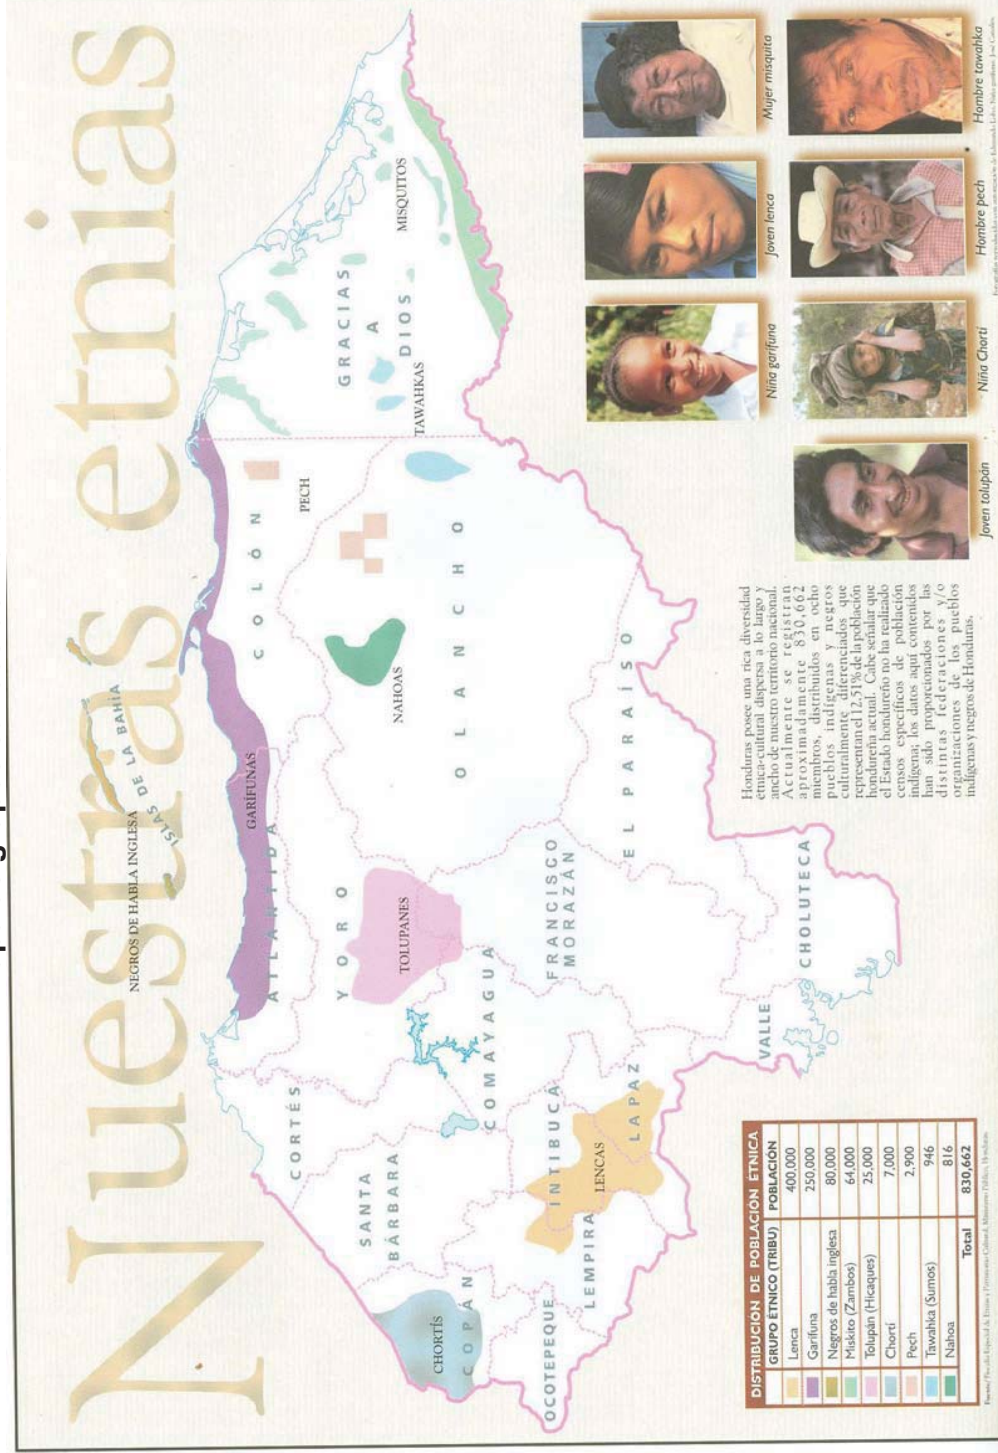 Nuestras etnias
NEGROS DE HABLA INGLESA
ISLAS DE LA BAHÍA
GARÍFUNAS
ATLÁNTIDA
CORTÉS
COLÓN
PECH
YORO
TOLUPANES
NAHOAS
OLANCHO
GRACIAS
A
DIOS
TAWAHKAS
MISQUITOS
SANTA
BÁRBARA
CHORTÍS
COPÁN
OCOTEPEQUE
LEMPIRA
LENCAS
INTIBUCÁ
LA PAZ
COMAYAGUA
FRANCISCO
MORAZÁN
EL PARAÍSO
VALLE
CHOLUTECA
DISTRIBUCIÓN DE POBLACIÓN ETNICA
GRUPO ÉTNICO (TRIBU) POBLACIÓN
Lenca 400,000
Garífuna 250,000
Negros de habla inglesa 80,000
Miskito (Zambos) 64,000
Tolupán (Hicaques) 25,000
Chortí 7,000
Pech 2,900
Tawahka (Sumos) 946
Nahoa 816
Total 830,662
Honduras posee una rica diversidad
étnica-cultural dispersa a lo largo y
ancho de nuestro territorio nacional.
Actualmente se registran
aproximadamente 830,662
miembros, distribuidos en ocho
pueblos indígenas y negros
culturalmente diferenciados que
representan el 12,51% de la población
hondureña actual. Cabe señalar que
el Estado hondureño no ha realizado
censos específicos de población
indígena; los datos aquí contenidos
han sido proporcionados por las
distintas federaciones y/o
organizaciones de los pueblos
indígenas y negros de Honduras.
Niña garífuna
Joven lenca
Mujer misquita
Joven tolupán
Niña Chortí
Hombre pech
Hombre tawahka